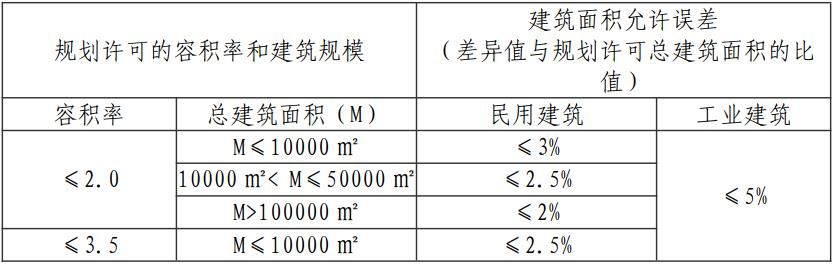 规划许可的容积率和建筑规模
建筑面积允许误差
(差异值与规划许可总建筑面积的比
值)
容积率
总建筑面积(M)
民用建筑
工业建筑
≤2.0
M≤10000 ㎡
≤3%
≤5%
10000 ㎡< M≤50000 ㎡
≤2.5%
M>100000 ㎡
≤2%
≤3.5
M≤10000 ㎡
≤2.5%